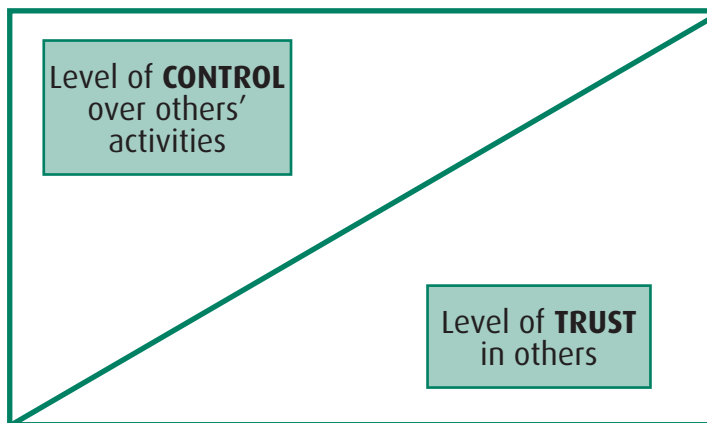 Level of CONTROL
over others’
activities
Level of TRUST
in others